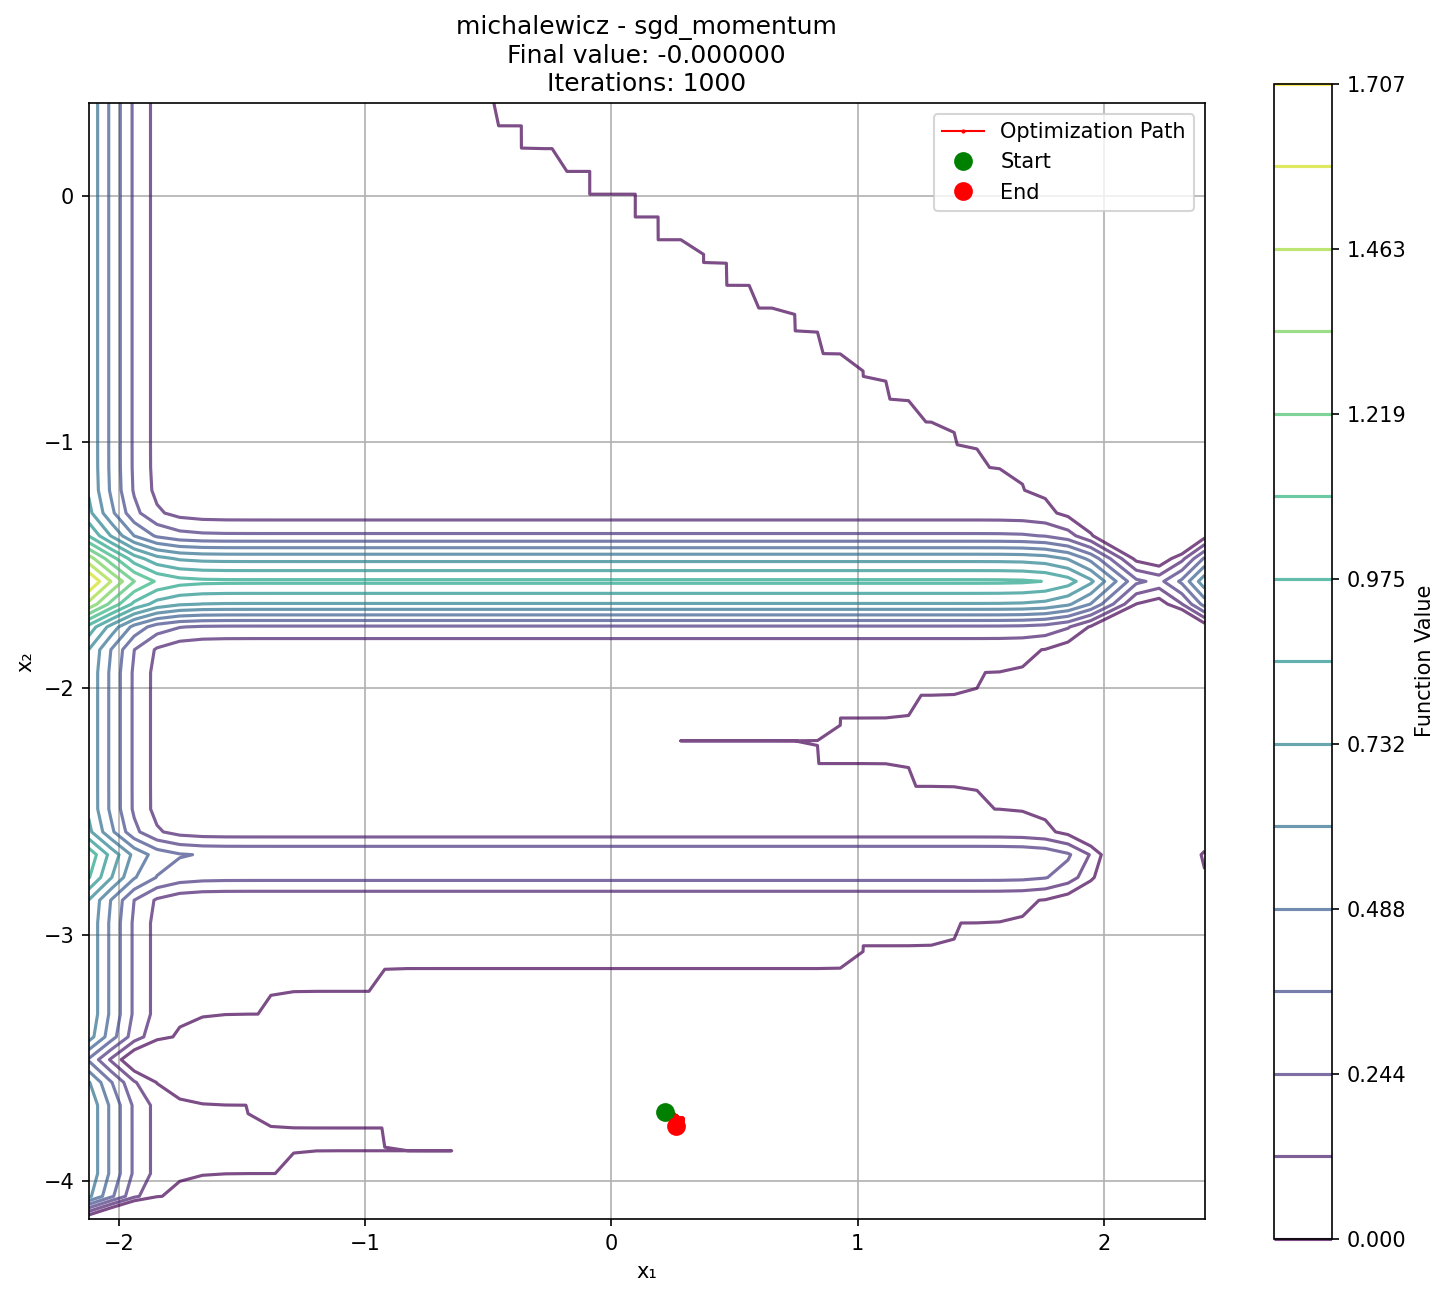 michalewicz - sgd_momentum
Final value: -0.000000
Iterations: 1000
Optimization Path
Start
End
0
−1
−2
−3
−4
x₂
−2
−1
0
1
2
x₁
1.707
1.463
1.219
0.975
0.732
0.488
0.244
0.000
Function Value